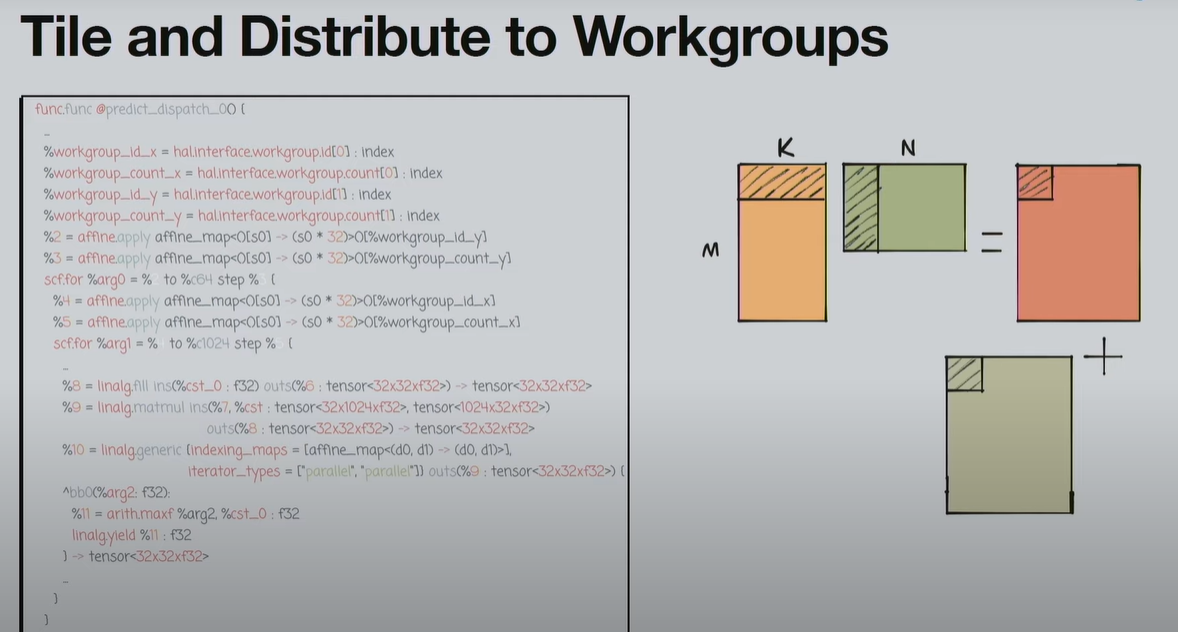 Tile and Distribute to Workgroups
func.func @predict_dispatch_0() {
…
%workgroup_id_x = hal.interface.workgroup.id[0] : index
%workgroup_count_x = hal.interface.workgroup.count[0] : index
%workgroup_id_y = hal.interface.workgroup.id[1] : index
%workgroup_count_y = hal.interface.workgroup.count[1] : index
%2 = affine.apply affine_map<()[s0] -> (s0 * 32)>()[%workgroup_id_y]
%3 = affine.apply affine_map<()[s0] -> (s0 * 32)>()[%workgroup_count_y]
scf.for %arg0 = % to %c64 step % {
%4 = affine.apply affine_map<()[s0] -> (s0 * 32)>()[%workgroup_id_x]
%5 = affine.apply affine_map<()[s0] -> (s0 * 32)>()[%workgroup_count_x]
scf.for %arg1 = % to %c1024 step % {
…
%8 = linalg.fill ins(%cst_0 : f32) outs(%6 : tensor<32x32xf32>) -> tensor<32x32xf32>
%9 = linalg.matmul ins(%7, %cst : tensor<32x1024xf32>, tensor<1024x32xf32>)
outs(%8 : tensor<32x32xf32>) -> tensor<32x32xf32>
%10 = linalg.generic {indexing_maps = [affine_map<(d0, d1) -> (d0, d1)>],
iterator_types = ["parallel", "parallel"]} outs(%9 : tensor<32x32xf32>) {
^bb0(%arg2: f32):
%11 = arith.maxf %arg2, %cst_0 : f32
linalg.yield %11 : f32
} -> tensor<32x32xf32>
…
}
}
K
N
M
=
+